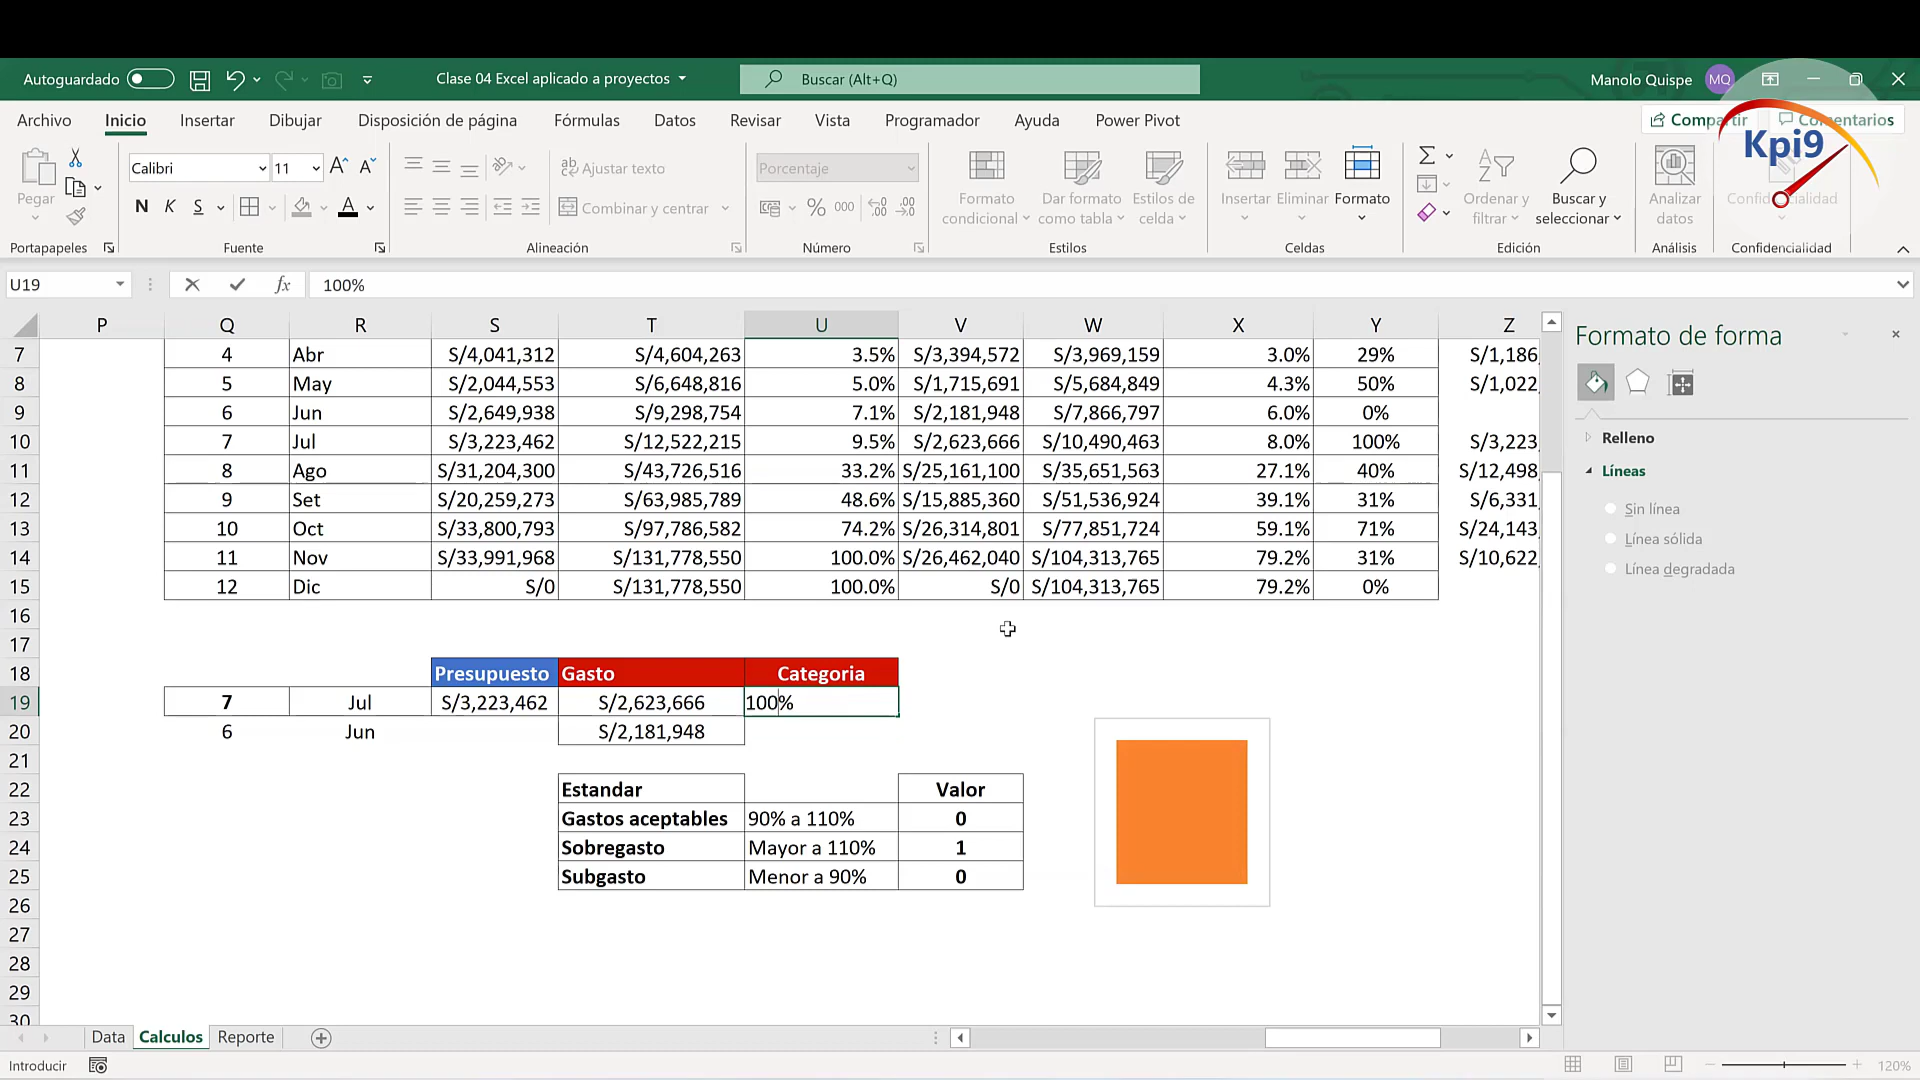 Autoguardado Clase 04 Excel aplicado a proyectos Buscar (Alt+Q) Manolo Quispe MQ
Archivo Inicio Insertar Dibujar Disposición de página Fórmulas Datos Revisar Vista Programador Ayuda Power Pivot Compartir Comentarios
Kpi9
Pegar
Calibri 11
N K S
Ajustar texto
Combinar y centrar
Porcentaje
% 000
Formato condicional
Dar formato como tabla
Estilos de celda
Insertar Eliminar Formato
Ordenar y filtrar
Buscar y seleccionar
Analizar datos
Confidencialidad
Portapapeles Fuente Alineación Número Estilos Celdas Edición Análisis Confidencialidad
U19 fx 100%
P Q R S T U V W X Y Z
7 4 Abr S/4,041,312 S/4,604,263 3.5% S/3,394,572 S/3,969,159 3.0% 29% S/1,186,
8 5 May S/2,044,553 S/6,648,816 5.0% S/1,715,691 S/5,684,849 4.3% 50% S/1,022,
9 6 Jun S/2,649,938 S/9,298,754 7.1% S/2,181,948 S/7,866,797 6.0% 0%
10 7 Jul S/3,223,462 S/12,522,215 9.5% S/2,623,666 S/10,490,463 8.0% 100% S/3,223,
11 8 Ago S/31,204,300 S/43,726,516 33.2% S/25,161,100 S/35,651,563 27.1% 40% S/12,498
12 9 Set S/20,259,273 S/63,985,789 48.6% S/15,885,360 S/51,536,924 39.1% 31% S/6,331
13 10 Oct S/33,800,793 S/97,786,582 74.2% S/26,314,801 S/77,851,724 59.1% 71% S/24,143
14 11 Nov S/33,991,968 S/131,778,550 100.0% S/26,462,040 S/104,313,765 79.2% 31% S/10,622
15 12 Dic S/0 S/131,778,550 100.0% S/0 S/104,313,765 79.2% 0%
16
17
18 Presupuesto Gasto Categoria
19 7 Jul S/3,223,462 S/2,623,666 100%
20 6 Jun S/2,181,948
21
22 Estandar Valor
23 Gastos aceptables 90% a 110% 0
24 Sobregasto Mayor a 110% 1
25 Subgasto Menor a 90% 0
26
27
28
29
30
Formato de forma
Relleno
Líneas
Sin línea
Línea sólida
Línea degradada
Data Calculos Reporte
Introducir 120%